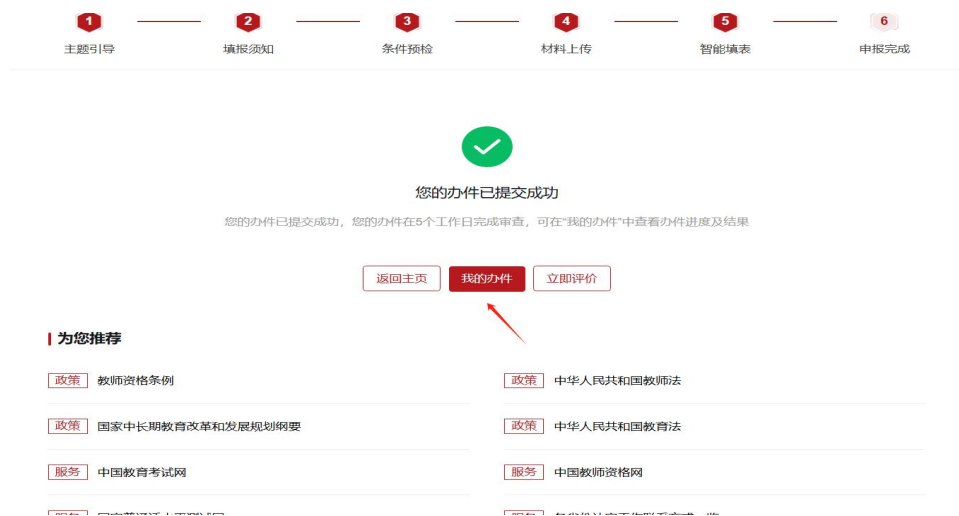 1 2 3 4 5 6
主题引导 填报须知 条件预检 材料上传 智能填表 申报完成
您的办件已提交成功
您的办件已提交成功，您的办件在5个工作日完成审查，可在“我的办件”中查看办件进度及结果
返回主页 我的办件 立即评价
为您推荐
政策 教师资格条例 政策 中华人民共和国教师法
政策 国家中长期教育改革和发展规划纲要 政策 中华人民共和国教育法
服务 中国教育考试网 服务 中国教师资格网